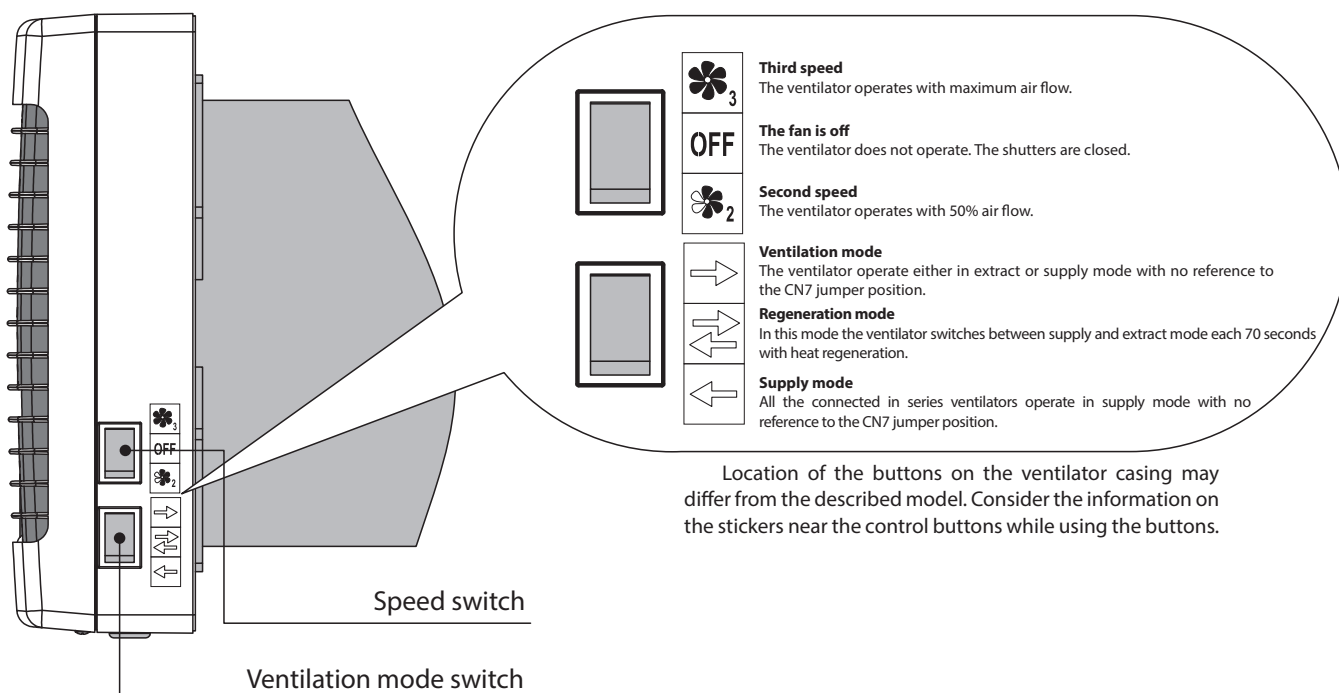 3
Third speed
The ventilator operates with maximum air flow.
OFF
The fan is off
The ventilator does not operate. The shutters are closed.
2
Second speed
The ventilator operates with 50% air flow.
Ventilation mode
The ventilator operate either in extract or supply mode with no reference to
the CN7 jumper position.
Regeneration mode
In this mode the ventilator switches between supply and extract mode each 70 seconds
with heat regeneration.
Supply mode
All the connected in series ventilators operate in supply mode with no
reference to the CN7 jumper position.
3
OFF
2
Location of the buttons on the ventilator casing may
differ from the described model. Consider the information on
the stickers near the control buttons while using the buttons.
Speed switch
Ventilation mode switch